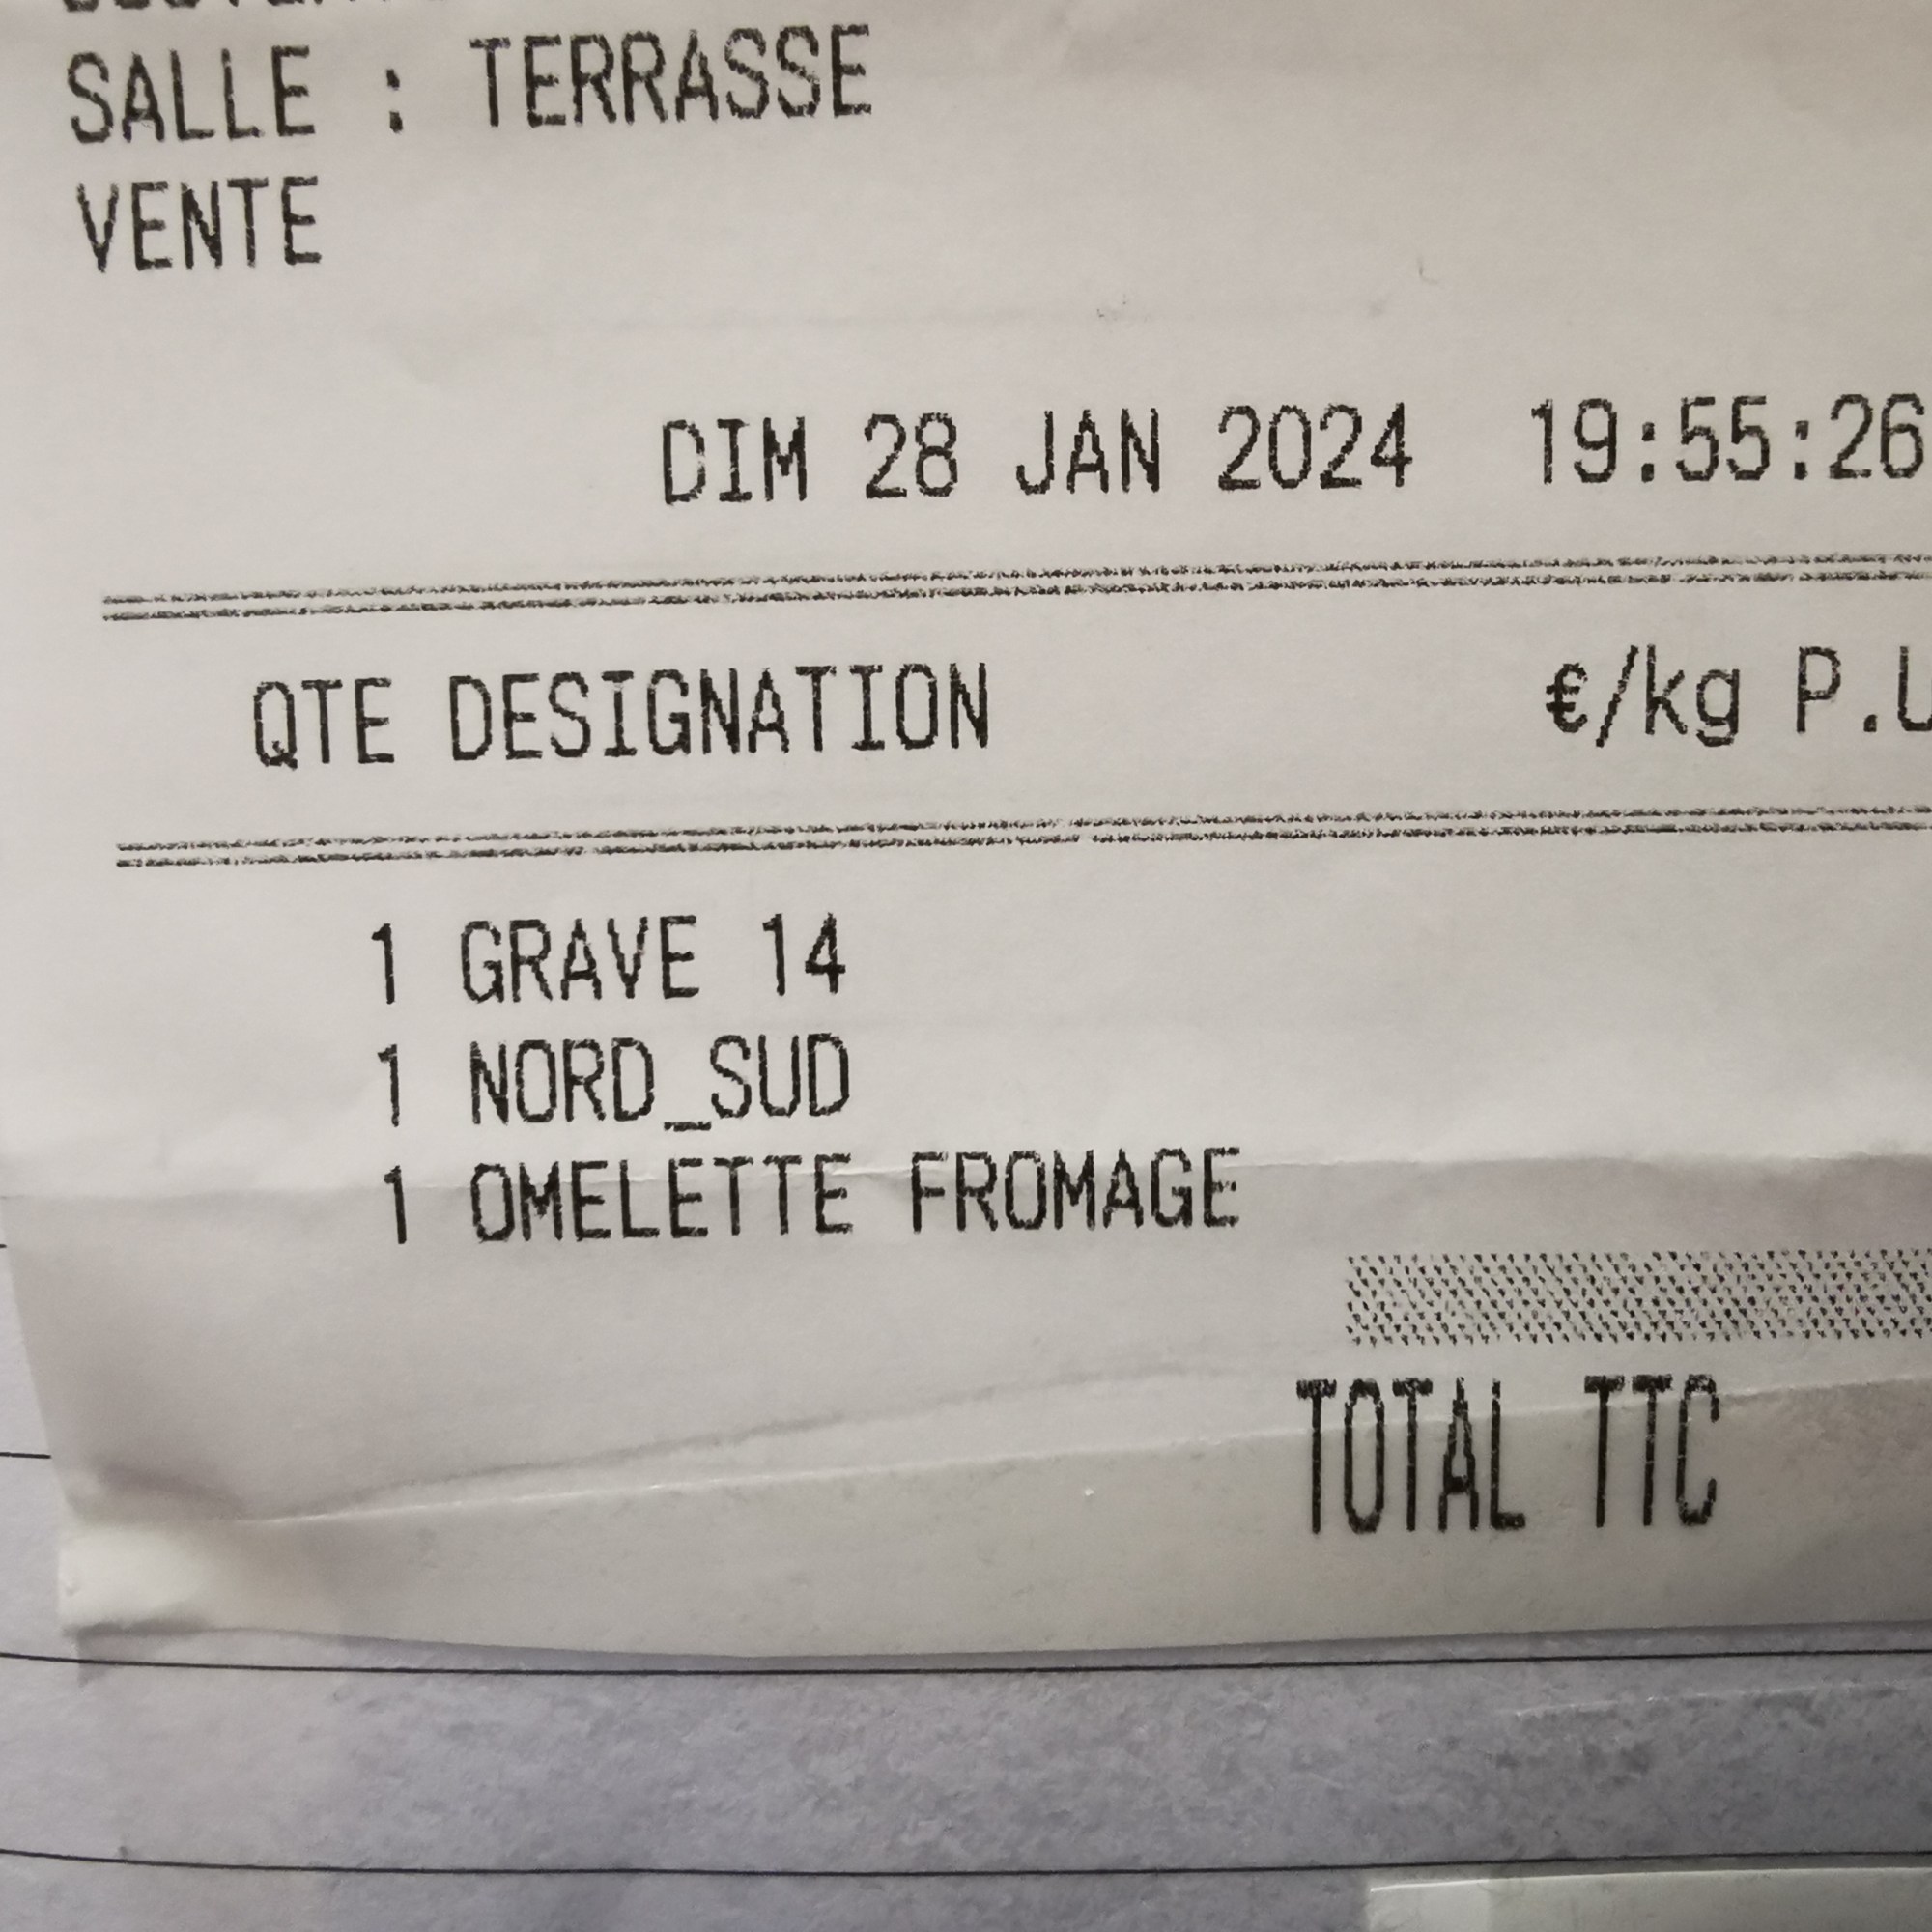 SALLE : TERRASSE
VENTE
DIM 28 JAN 2024 19:55:26
QTE DESIGNATION €/kg P.U
1 GRAVE 14
1 NORD_SUD
1 OMELETTE FROMAGE
TOTAL TTC